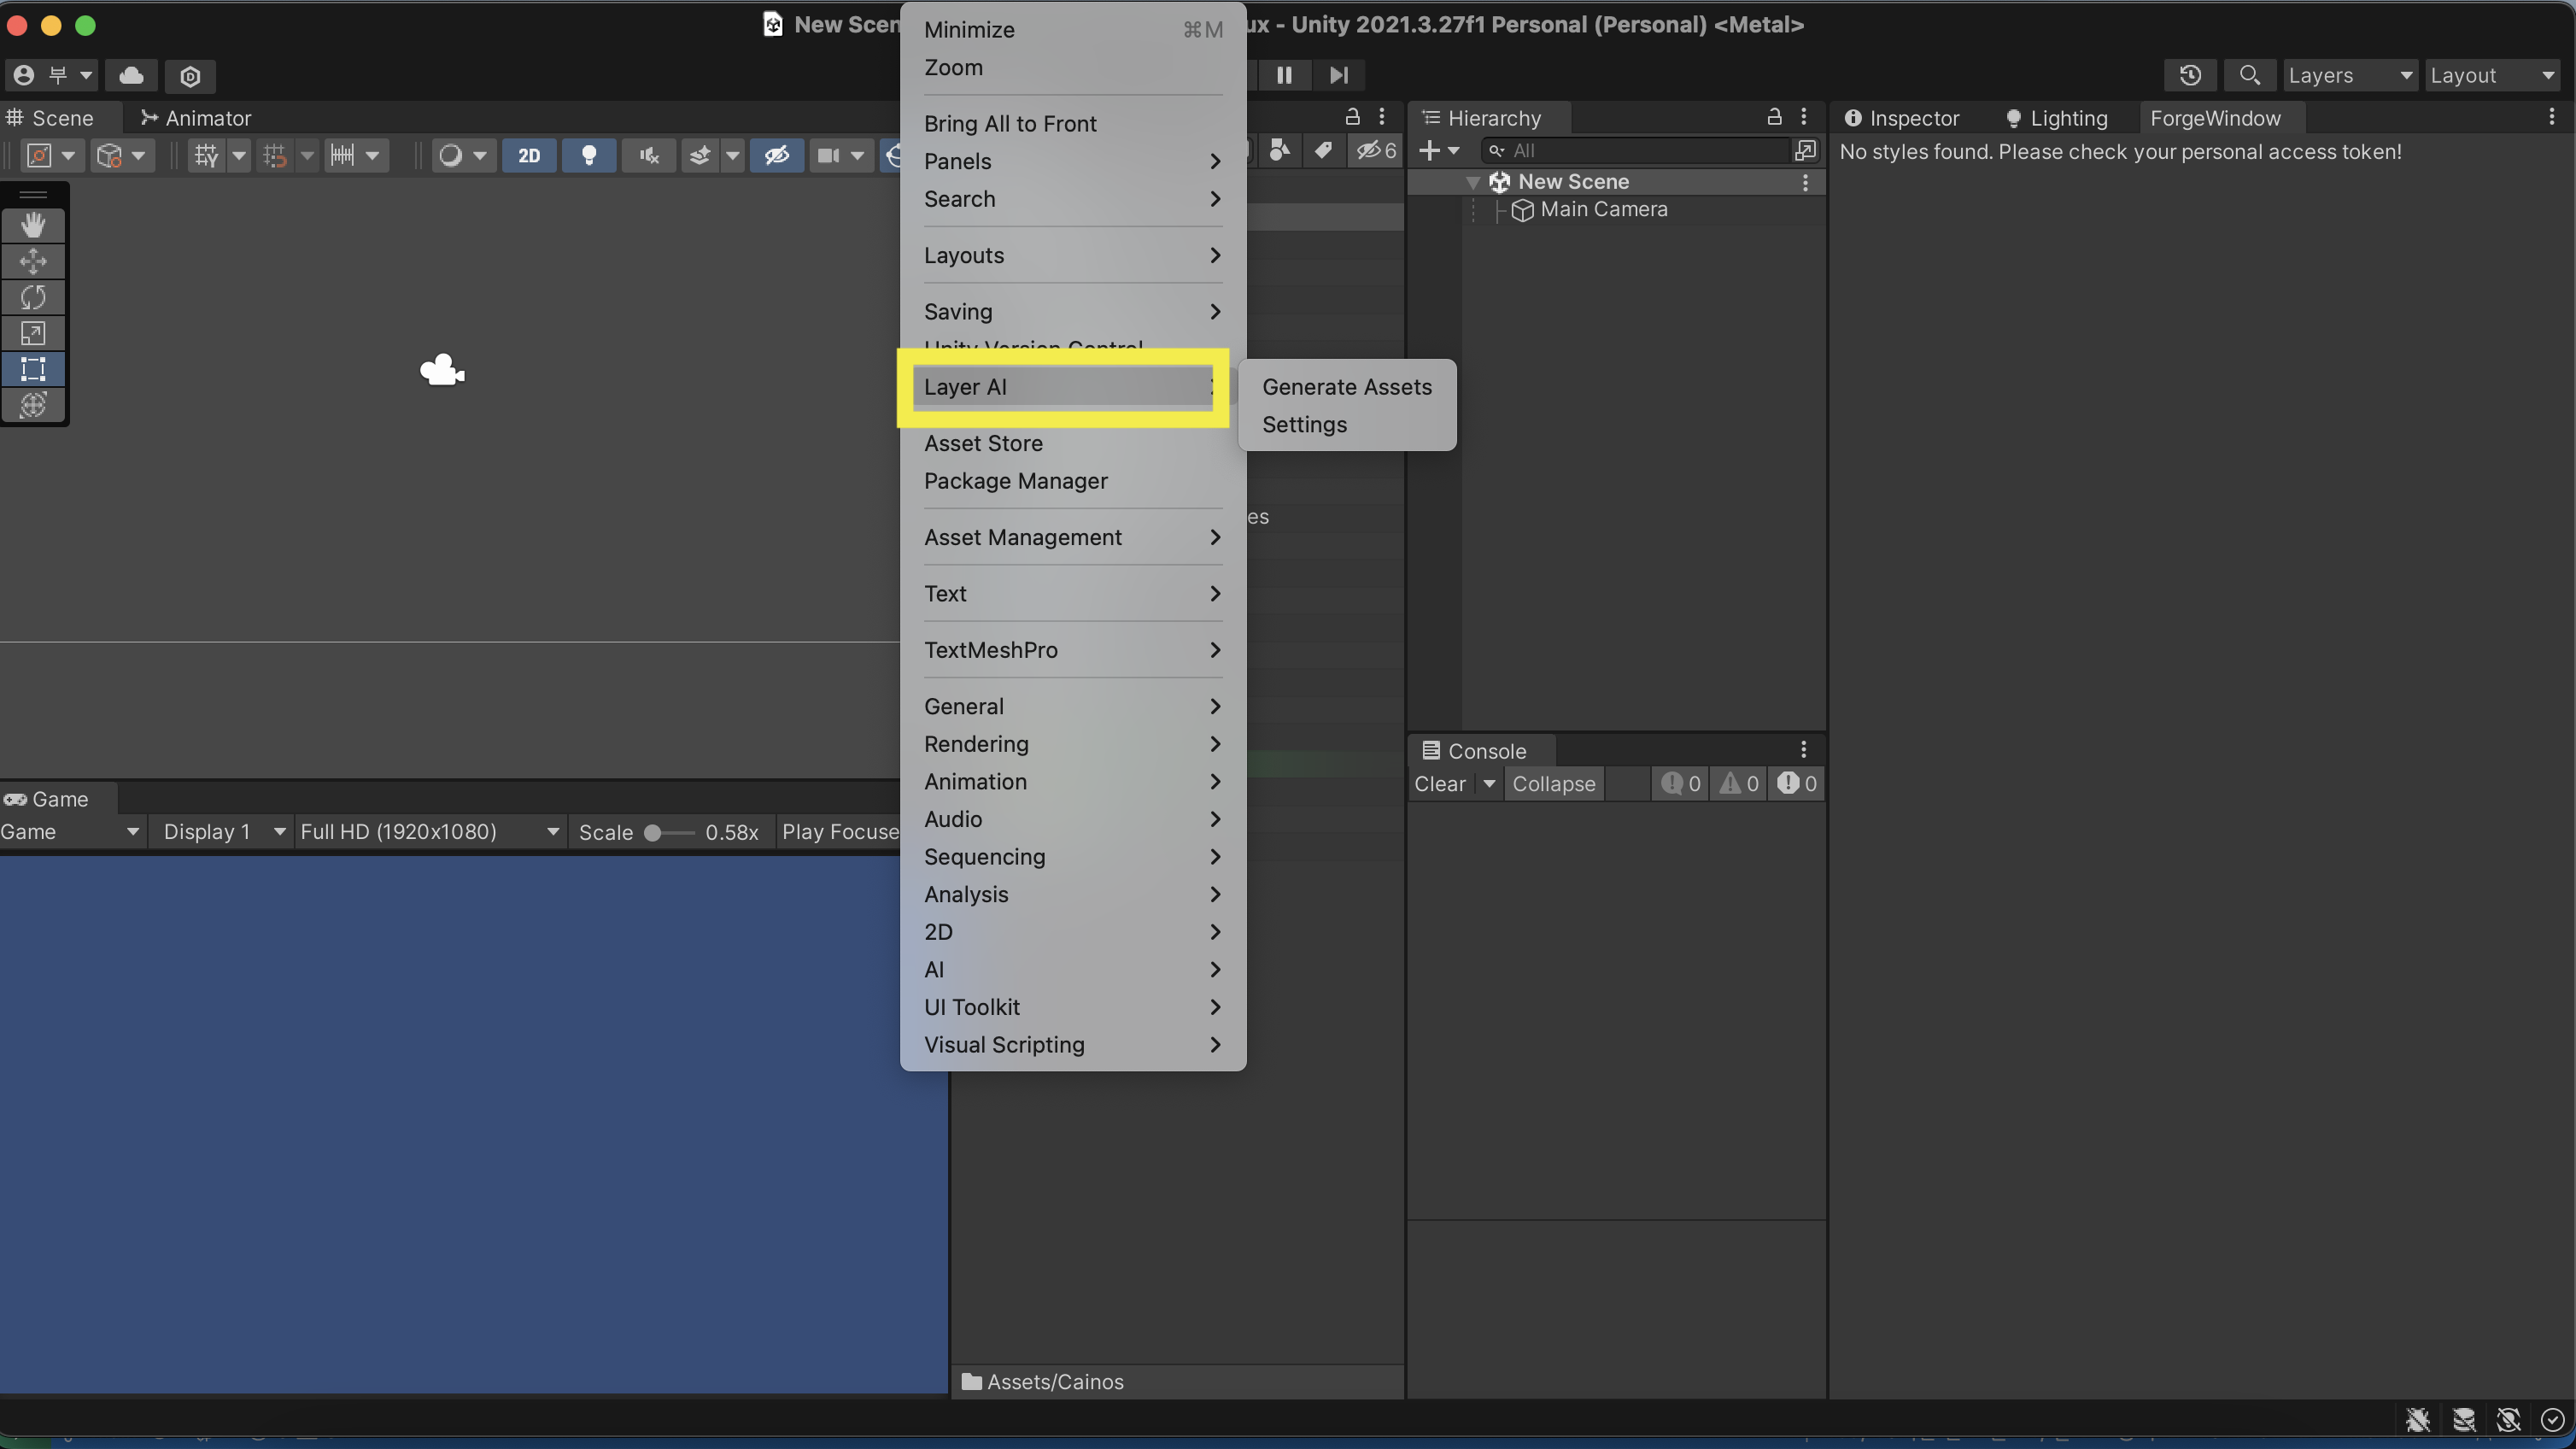 New Scen
ux - Unity 2021.3.27f1 Personal (Personal) <Metal>
부
Layers
Layout
Scene
Animator
2D
6
Minimize ⌘M
Zoom
Bring All to Front
Panels
Search
Layouts
Saving
Unity Version Control
Layer AI
Generate Assets
Settings
Asset Store
Package Manager
Asset Management
Text
TextMeshPro
General
Rendering
Animation
Audio
Sequencing
Analysis
2D
AI
UI Toolkit
Visual Scripting
es
Assets/Cainos
Hierarchy
All
New Scene
Main Camera
Console
Clear
Collapse
0
0
0
Inspector
Lighting
ForgeWindow
No styles found. Please check your personal access token!
Game
Game
Display 1
Full HD (1920x1080)
Scale
0.58x
Play Focuse